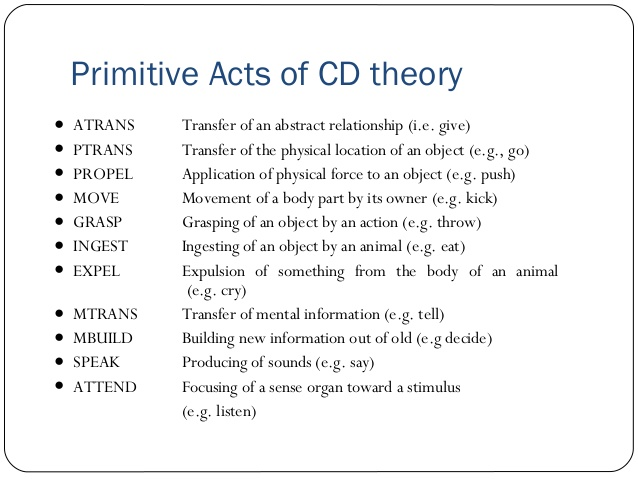 Primitive Acts of CD theory
• ATRANS Transfer of an abstract relationship (i.e. give)
• PTRANS Transfer of the physical location of an object (e.g., go)
• PROPEL Application of physical force to an object (e.g. push)
• MOVE Movement of a body part by its owner (e.g. kick)
• GRASP Grasping of an object by an action (e.g. throw)
• INGEST Ingesting of an object by an animal (e.g. eat)
• EXPEL Expulsion of something from the body of an animal
(e.g. cry)
• MTRANS Transfer of mental information (e.g. tell)
• MBUILD Building new information out of old (e.g decide)
• SPEAK Producing of sounds (e.g. say)
• ATTEND Focusing of a sense organ toward a stimulus
(e.g. listen)